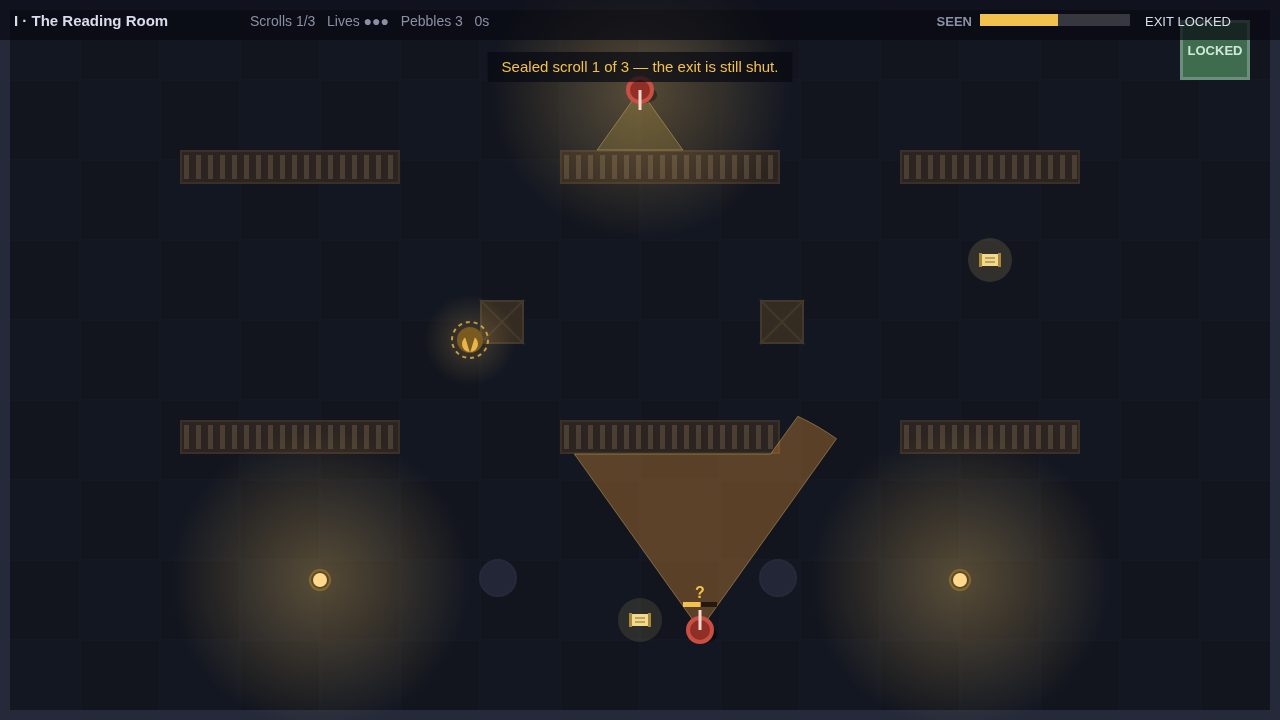 I · The Reading Room Scrolls 1/3 Lives ●●● Pebbles 3 0s SEEN EXIT LOCKED
LOCKED
Sealed scroll 1 of 3 — the exit is still shut.
?